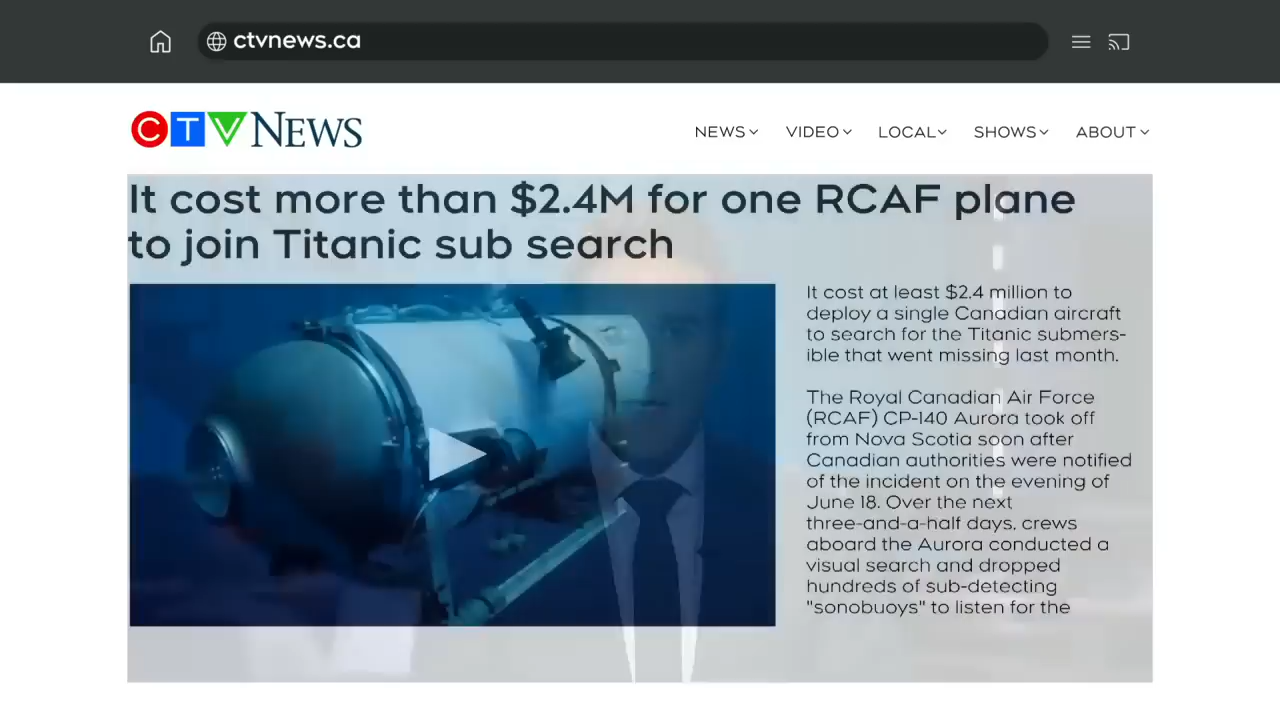 ctvnews.ca
CTV NEWS
NEWS VIDEO LOCAL SHOWS ABOUT
It cost more than $2.4M for one RCAF plane
to join Titanic sub search
It cost at least $2.4 million to
deploy a single Canadian aircraft
to search for the Titanic submers-
ible that went missing last month.
The Royal Canadian Air Force
(RCAF) CP-140 Aurora took off
from Nova Scotia soon after
Canadian authorities were notified
of the incident on the evening of
June 18. Over the next
three-and-a-half days, crews
aboard the Aurora conducted a
visual search and dropped
hundreds of sub-detecting
"sonobuoys" to listen for the